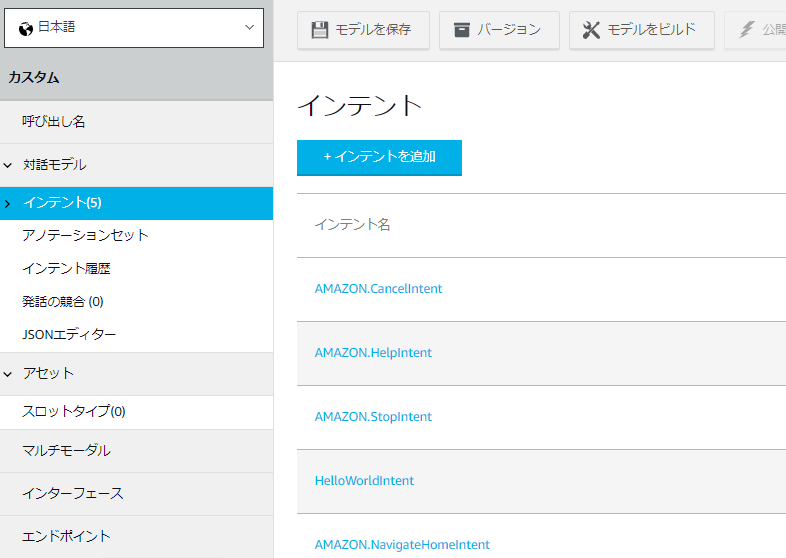 日本語
カスタム
呼び出し名
対話モデル
インテント(5)
アノテーションセット
インテント履歴
発話の競合 (0)
JSONエディター
アセット
スロットタイプ(0)
マルチモーダル
インターフェース
エンドポイント
モデルを保存
バージョン
モデルをビルド
公開
インテント
+ インテントを追加
インテント名
AMAZON.CancelIntent
AMAZON.HelpIntent
AMAZON.StopIntent
HelloWorldIntent
AMAZON.NavigateHomeIntent